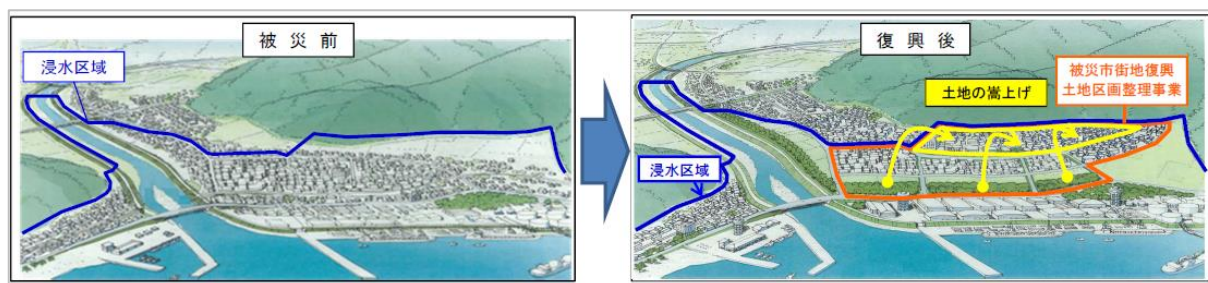 被災前
浸水区域
復興後
被災市街地復興
土地区画整理事業
土地の嵩上げ
浸水区域